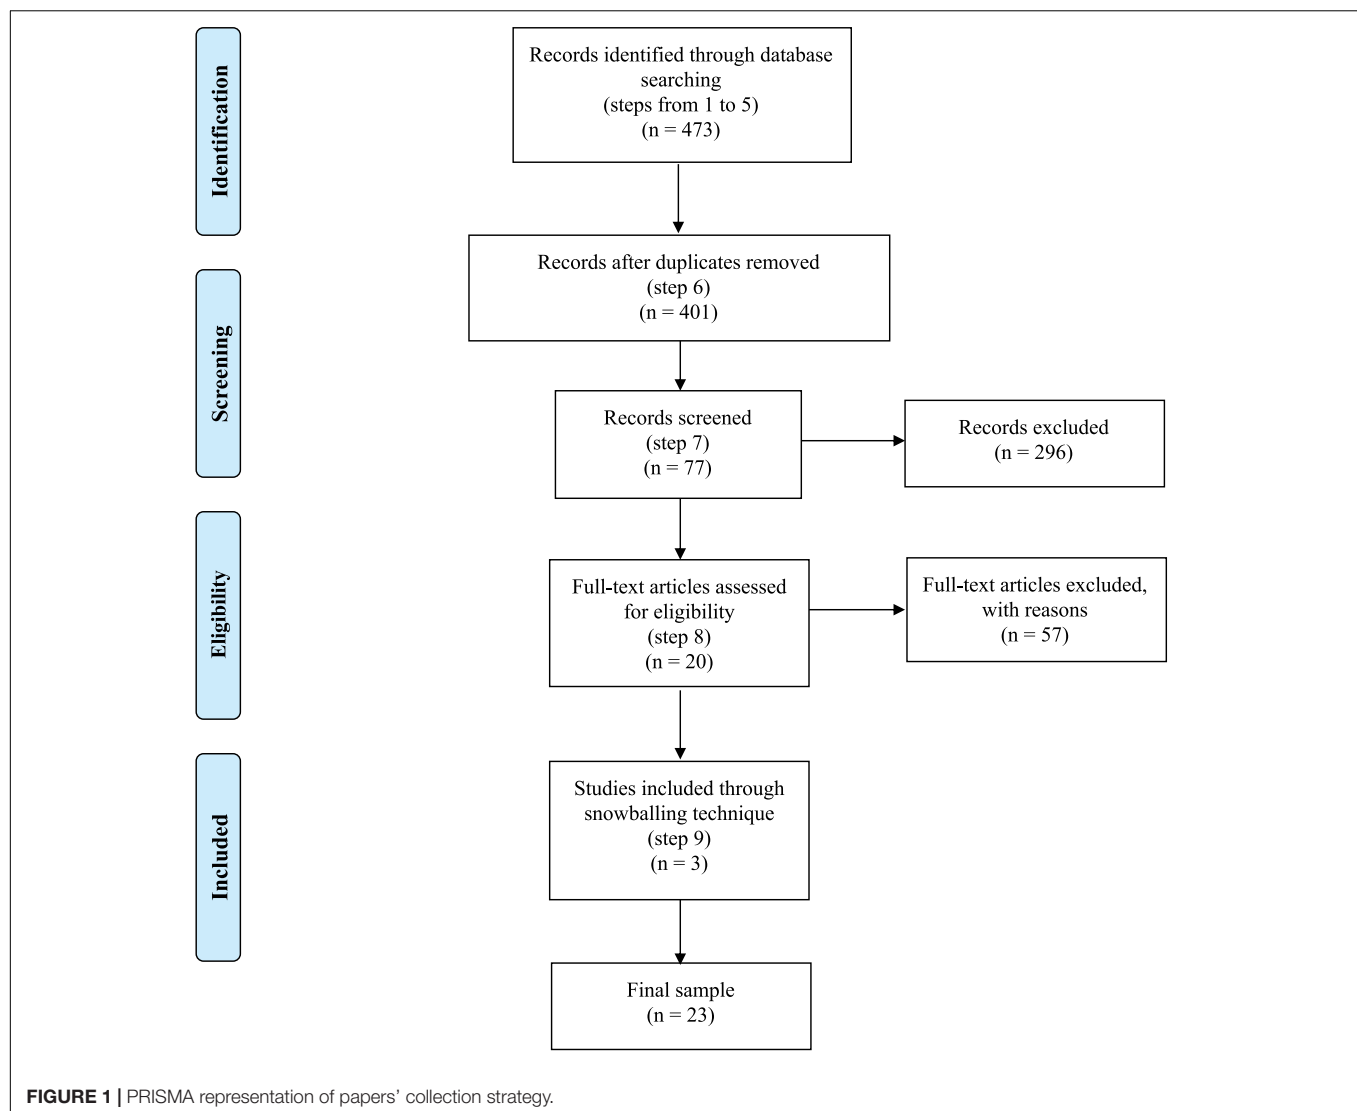 Identification
Records identified through database
searching
(steps from 1 to 5)
(n = 473)
Records after duplicates removed
(step 6)
(n = 401)
Screening
Records screened
(step 7)
(n = 77)
Records excluded
(n = 296)
Eligibility
Full-text articles assessed
for eligibility
(step 8)
(n = 20)
Full-text articles excluded,
with reasons
(n = 57)
Included
Studies included through
snowballing technique
(step 9)
(n = 3)
Final sample
(n = 23)
FIGURE 1 | PRISMA representation of papers’ collection strategy.